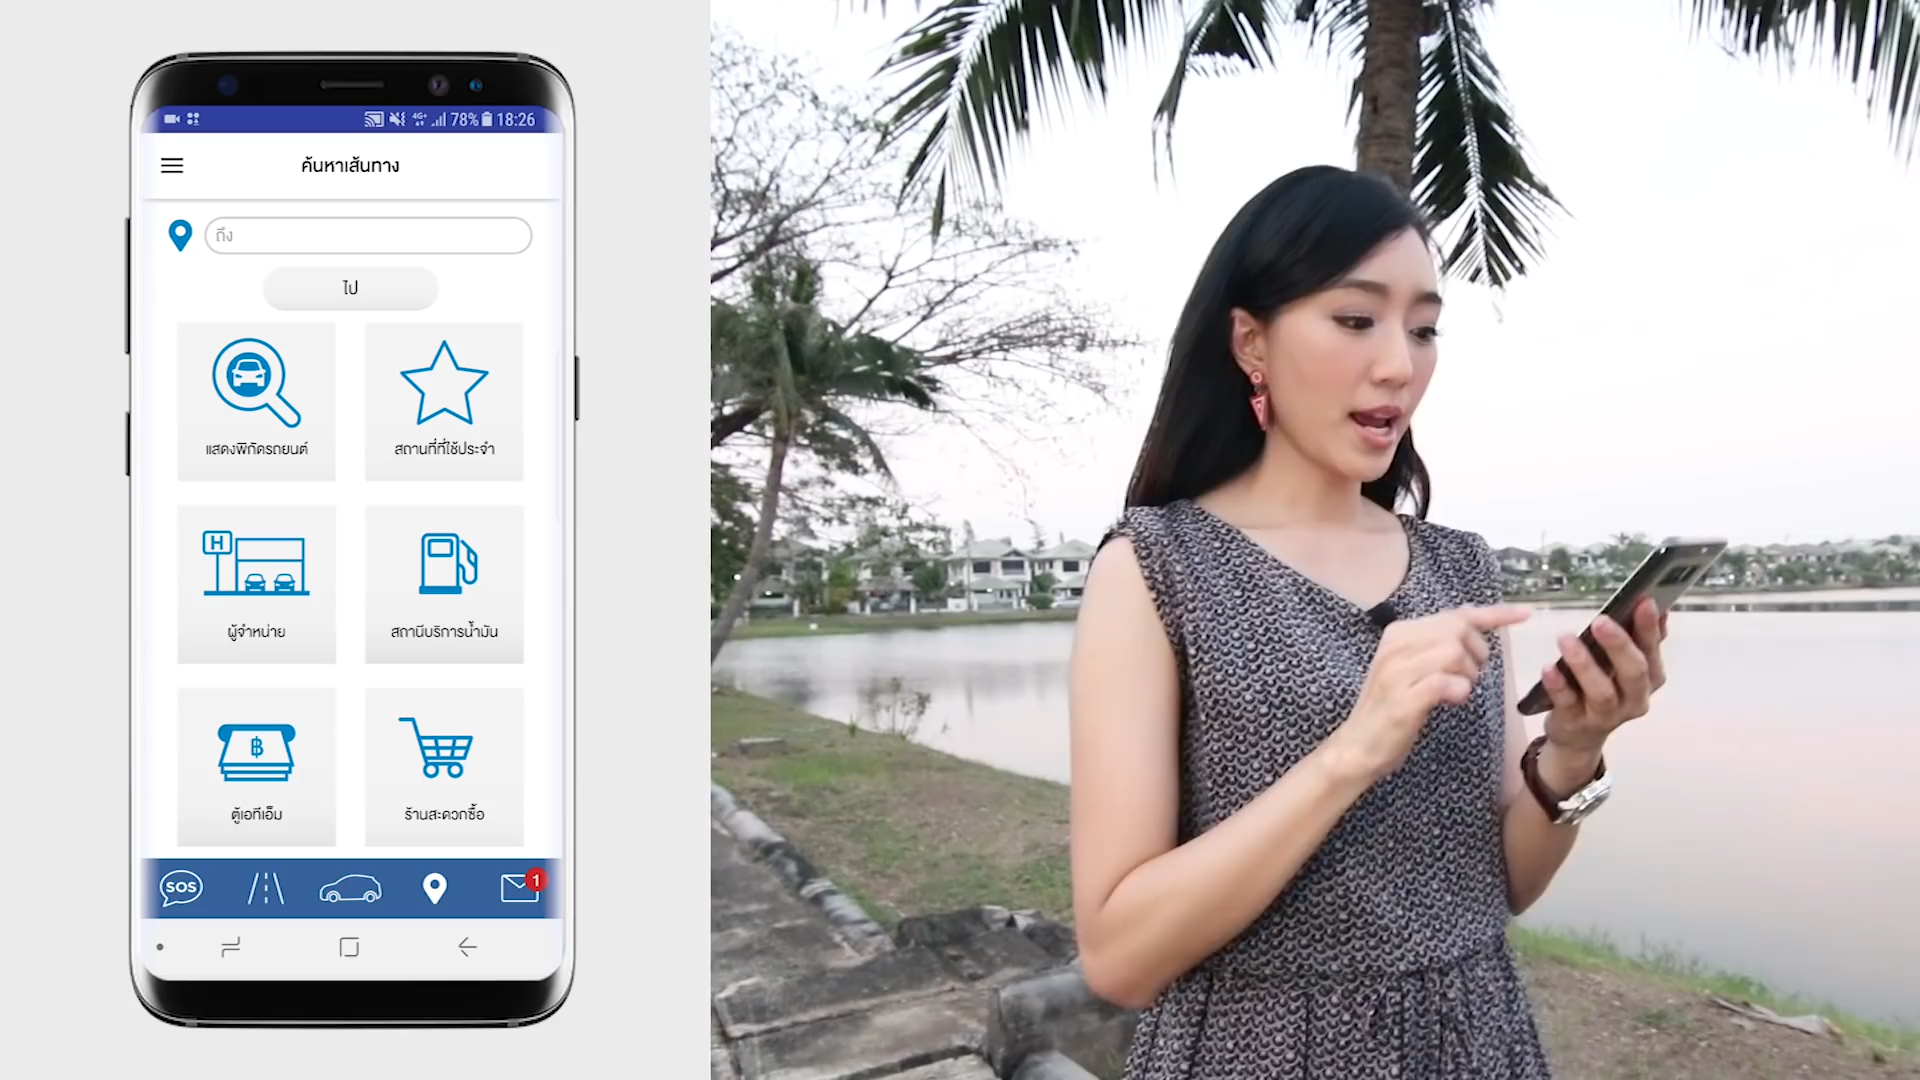 4G+ 78% 18:26
ค้นหาเส้นทาง
ถึง
ไป
แสดงพิกัดรถยนต์
สถานที่ที่ใช้ประจำ
H
ผู้จำหน่าย
สถานีบริการน้ำมัน
฿
ตู้เอทีเอ็ม
ร้านสะดวกซื้อ
SOS
1